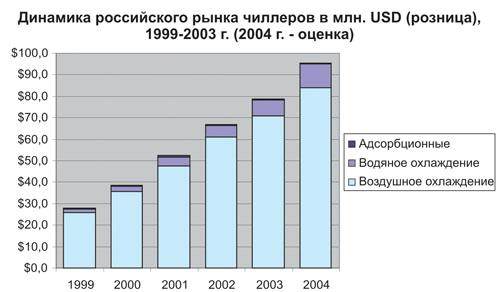 Динамика российского рынка чиллеров в млн. USD (розница),
1999-2003 г. (2004 г. - оценка)
$100,0
$90,0
$80,0
$70,0
$60,0
$50,0
$40,0
$30,0
$20,0
$10,0
$0,0
1999 2000 2001 2002 2003 2004
Адсорбционные
Водяное охлаждение
Воздушное охлаждение